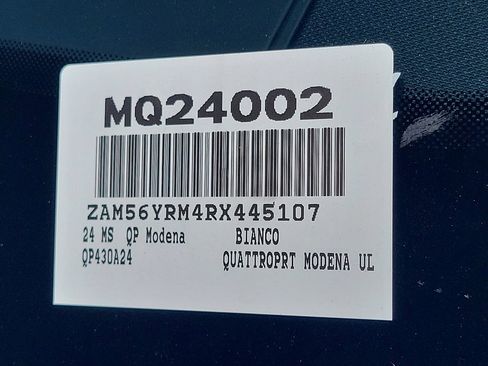 MQ24002
ZAM56YRM4RX445107
24 MS QP Modena BIANCO
QP430A24 QUATTROPRT MODENA UL